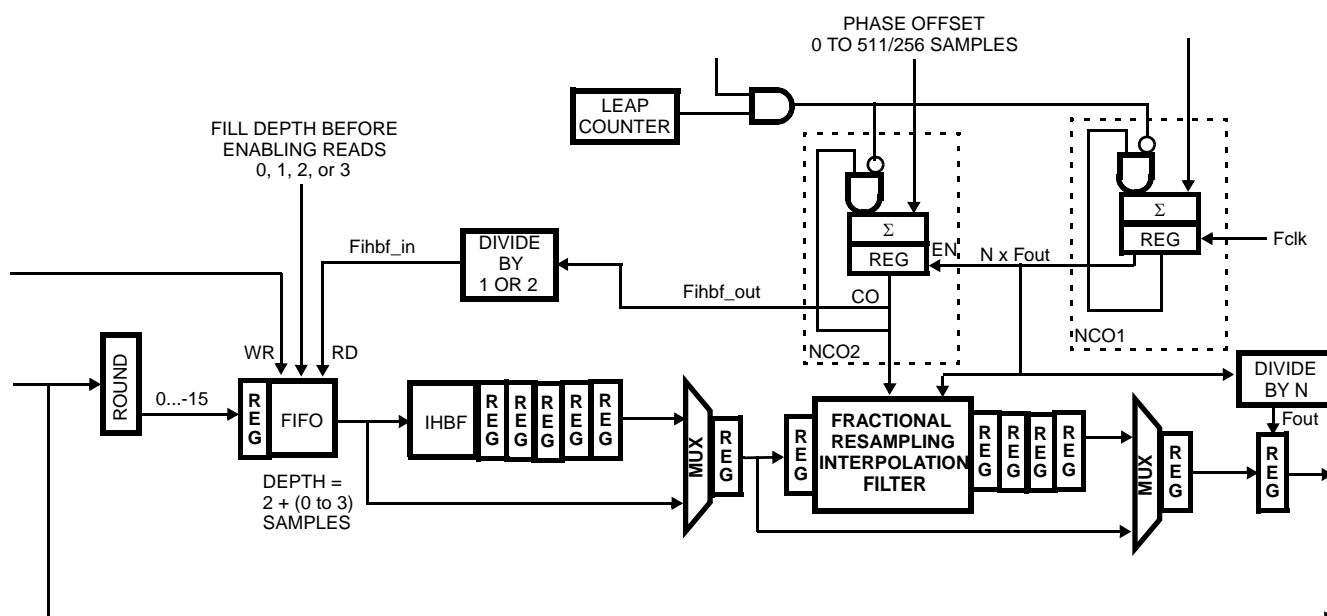 PHASE OFFSET
0 TO 511/256 SAMPLES
LEAP
COUNTER
FILL DEPTH BEFORE
ENABLING READS
0, 1, 2, or 3
Σ
REG
EN
CO
NCO2
Σ
REG
NCO1
Fclk
N x Fout
Fihbf_in
DIVIDE
BY
1 OR 2
Fihbf_out
WR
RD
ROUND
0...-15
REG
FIFO
DEPTH =
2 + (0 to 3)
SAMPLES
IHBF
REG
REG
REG
REG
REG
MUX
REG
REG
FRACTIONAL
RESAMPLING
INTERPOLATION
FILTER
REG
REG
REG
REG
MUX
REG
DIVIDE
BY N
Fout
REG